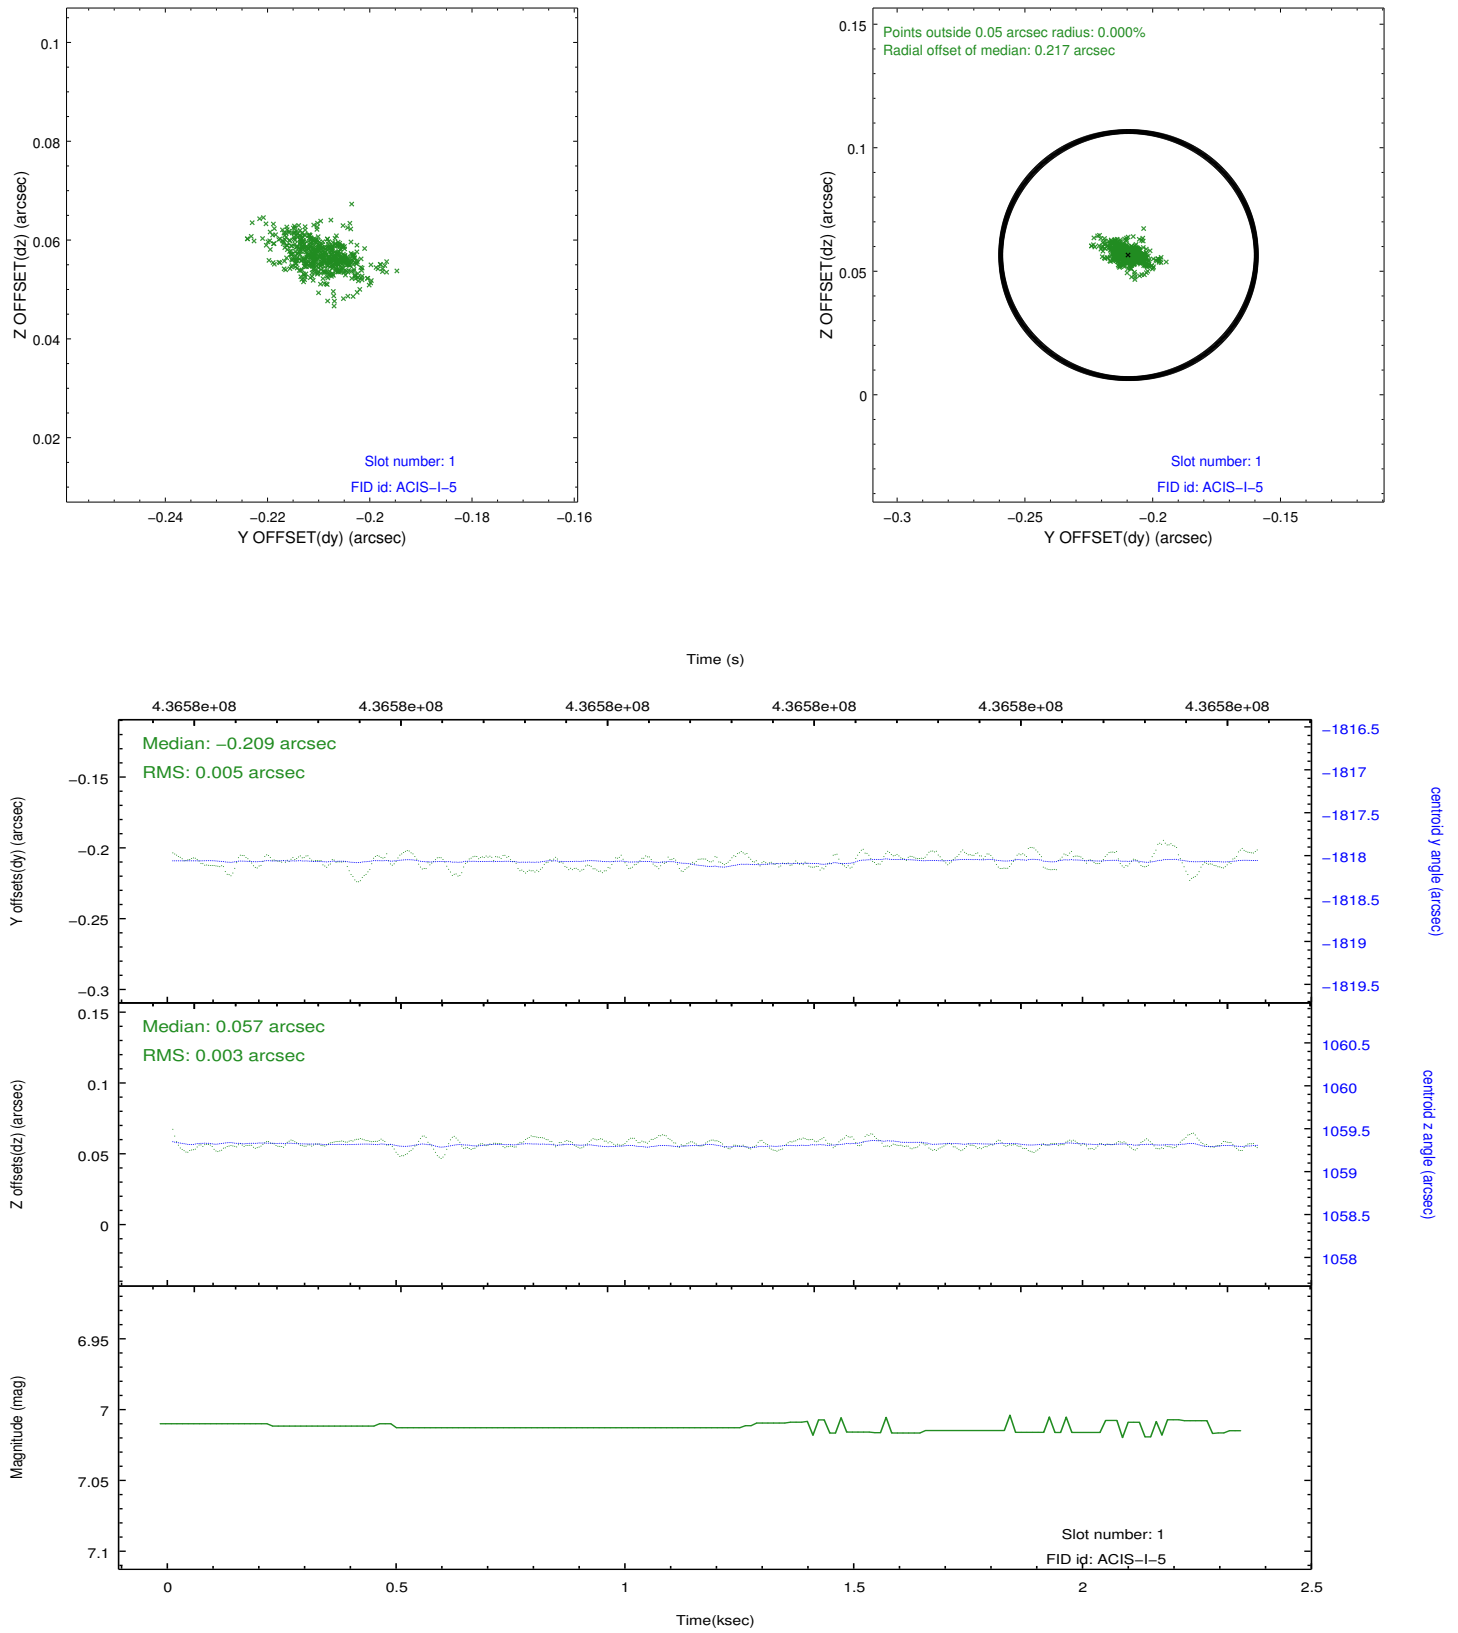 0.1
0.08
0.06
0.04
0.02
Z OFFSET(dz) (arcsec)
Slot number: 1
FID id: ACIS−I−5
−0.24 −0.22 −0.2 −0.18 −0.16
Y OFFSET(dy) (arcsec)
Points outside 0.05 arcsec radius: 0.000%
Radial offset of median: 0.217 arcsec
0.15
0.1
0.05
0
Z OFFSET(dz) (arcsec)
Slot number: 1
FID id: ACIS−I−5
−0.3 −0.25 −0.2 −0.15
Y OFFSET(dy) (arcsec)
Time (s)
4.3658e+08 4.3658e+08 4.3658e+08 4.3658e+08 4.3658e+08 4.3658e+08
Median: −0.209 arcsec
RMS: 0.005 arcsec
−0.15
−0.2
−0.25
−0.3
Y offsets(dy) (arcsec)
−1816.5
−1817
−1817.5
−1818
−1818.5
−1819
−1819.5
centroid y angle (arcsec)
Median: 0.057 arcsec
RMS: 0.003 arcsec
0.15
0.1
0.05
0
Z offsets(dz) (arcsec)
1060.5
1060
1059.5
1059
1058.5
1058
centroid z angle (arcsec)
6.95
7
7.05
7.1
Magnitude (mag)
Slot number: 1
FID id: ACIS−I−5
0 0.5 1 1.5 2 2.5
Time(ksec)